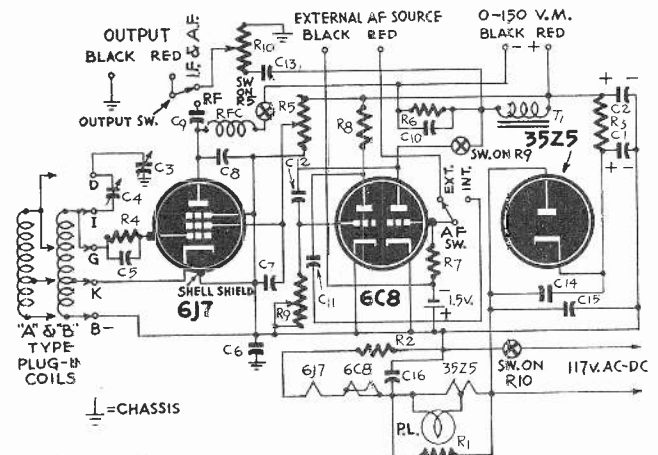 OUTPUT
BLACK RED
I.F. & A.F.
R10
EXTERNAL AF SOURCE
BLACK RED
0-150 V.M.
BLACK RED
- +
C13
SW ON R5
RF
OUTPUT SW.
C9
RFC
R5
R8
R6
C10
T1
35Z5
SW. ON R9
+ -
C2
R3
C1
+ -
C3
C8
C12
EXT.
INT.
D
C4
I
R4
G
C5
AF SW.
R7
K
SHELL SHIELD
C7
R9
C11
6J7
6C8
-
1.5V.
+
C14
C15
B-
"A" & "B" TYPE PLUG-IN COILS
C6
R2
6J7
6C8
C16
35Z5
SW. ON R10
117V. AC-DC
P.L.
R1
=CHASSIS